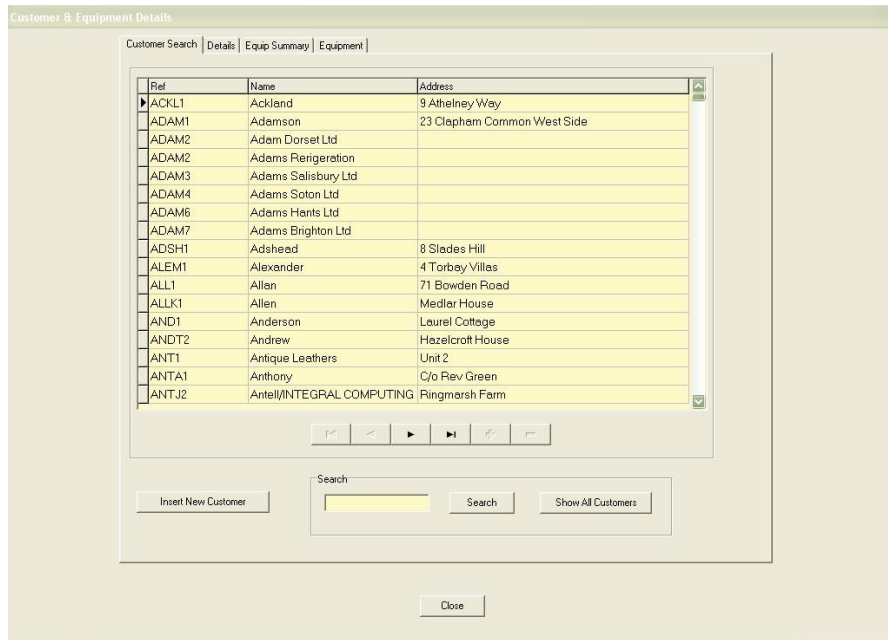 Customer & Equipment Details
Customer Search Details Equip Summary Equipment
Ref Name Address
ACKL1 Ackland 9 Athelney Way
ADAM1 Adamson 23 Clapham Common West Side
ADAM2 Adam Dorset Ltd
ADAM2 Adams Rerigeration
ADAM3 Adams Salisbury Ltd
ADAM4 Adams Soton Ltd
ADAM6 Adams Hants Ltd
ADAM7 Adams Brighton Ltd
ADSH1 Adshead 8 Slades Hill
ALEM1 Alexander 4 Torbay Villas
ALL1 Allan 71 Bowden Road
ALLK1 Allen Medlar House
AND1 Anderson Laurel Cottage
ANDT2 Andrew Hazelcroft House
ANT1 Antique Leathers Unit 2
ANTA1 Anthony C/o Rev Green
ANTJ2 Antell/INTEGRAL COMPUTING Ringmarsh Farm
Search
Insert New Customer Search Show All Customers
Close